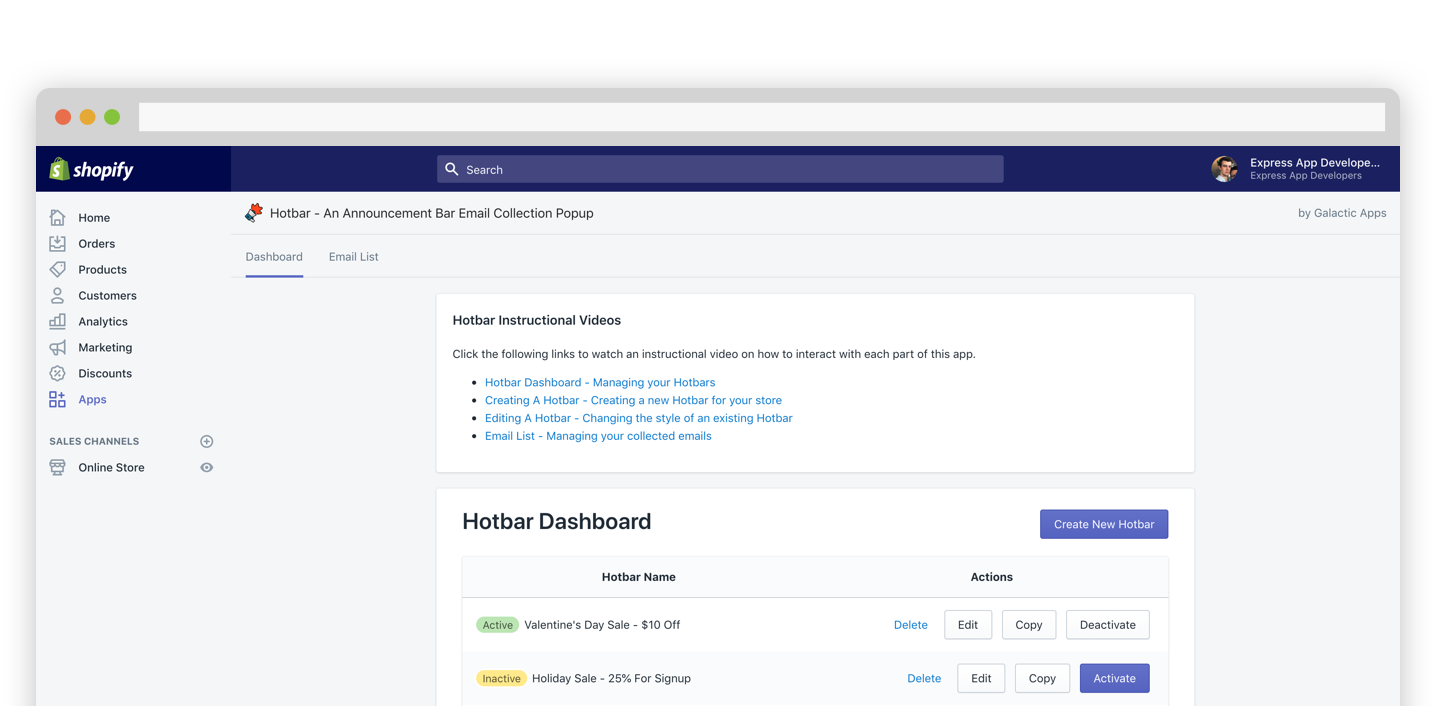 shopify
Search
Express App Develope...
Express App Developers
Home
Orders
Products
Customers
Analytics
Marketing
Discounts
Apps
SALES CHANNELS
Online Store
Hotbar - An Announcement Bar Email Collection Popup
by Galactic Apps
Dashboard Email List
Hotbar Instructional Videos
Click the following links to watch an instructional video on how to interact with each part of this app.
Hotbar Dashboard - Managing your Hotbars
Creating A Hotbar - Creating a new Hotbar for your store
Editing A Hotbar - Changing the style of an existing Hotbar
Email List - Managing your collected emails
Hotbar Dashboard
Create New Hotbar
Hotbar Name Actions
Active Valentine's Day Sale - $10 Off Delete Edit Copy Deactivate
Inactive Holiday Sale - 25% For Signup Delete Edit Copy Activate